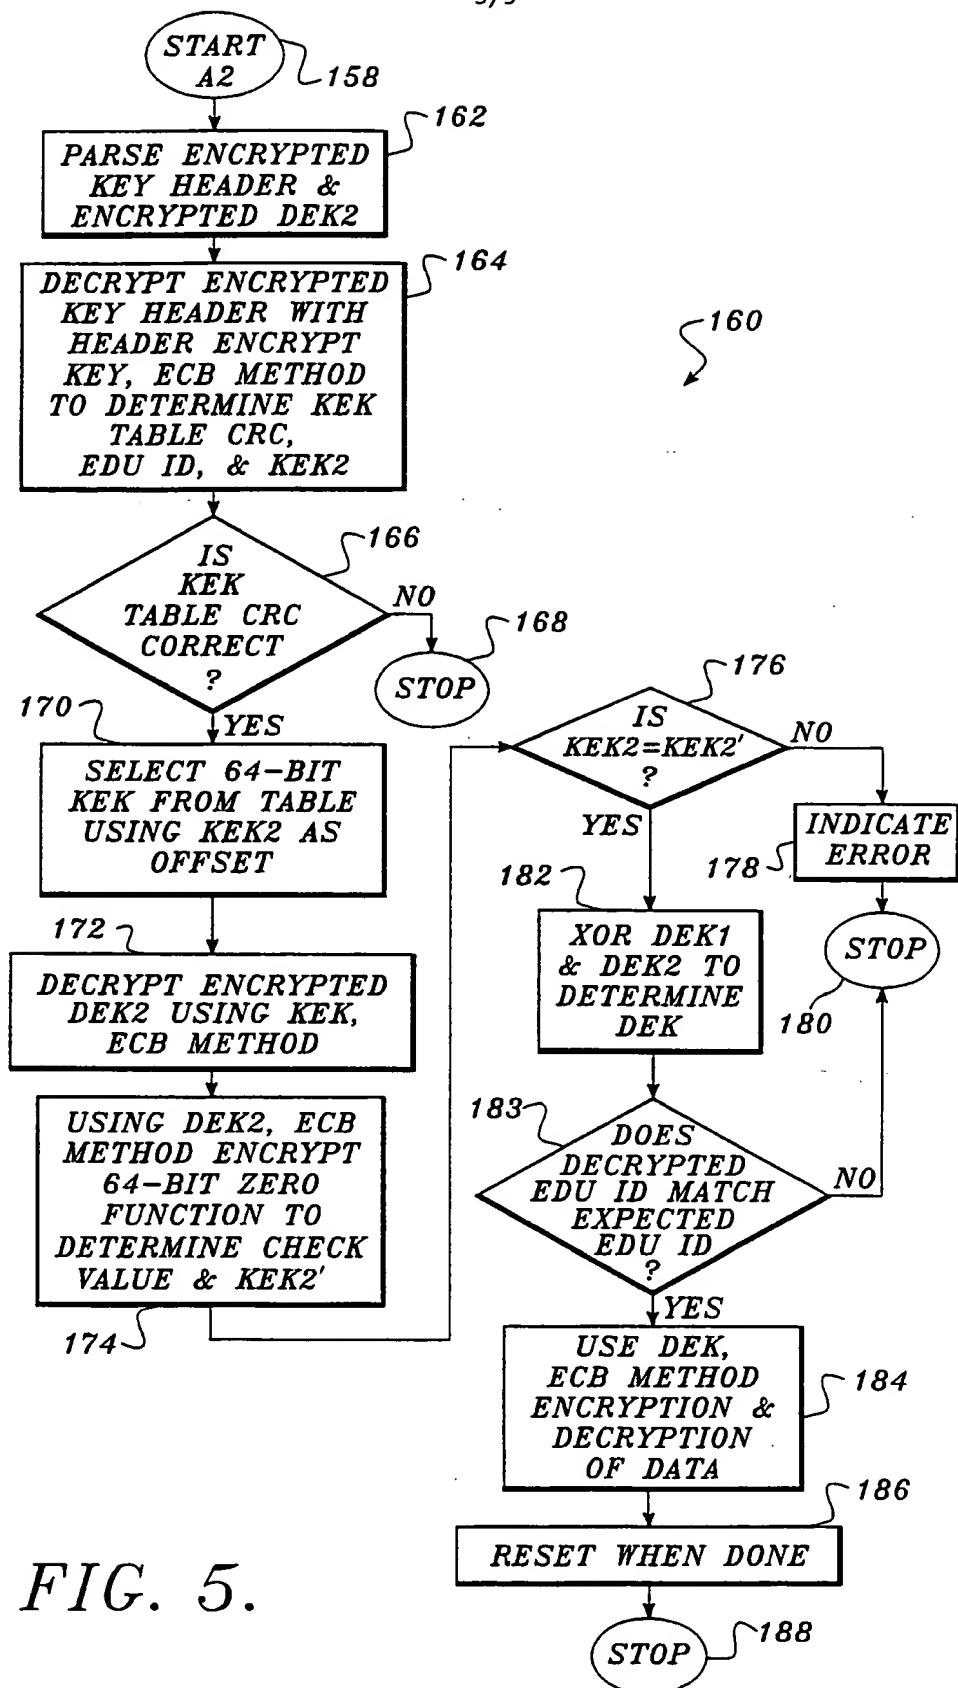 START
A2
158
162
PARSE ENCRYPTED
KEY HEADER &
ENCRYPTED DEK2
164
DECRYPT ENCRYPTED
KEY HEADER WITH
HEADER ENCRYPT
KEY, ECB METHOD
TO DETERMINE KEK
TABLE CRC,
EDU ID, & KEK2
160
166
IS
KEK
TABLE CRC
CORRECT
?
NO
168
STOP
170
YES
SELECT 64-BIT
KEK FROM TABLE
USING KEK2 AS
OFFSET
172
DECRYPT ENCRYPTED
DEK2 USING KEK,
ECB METHOD
USING DEK2, ECB
METHOD ENCRYPT
64-BIT ZERO
FUNCTION TO
DETERMINE CHECK
VALUE & KEK2'
174
176
IS
KEK2=KEK2'
?
NO
YES
INDICATE
ERROR
178
STOP
180
182
XOR DEK1
& DEK2 TO
DETERMINE
DEK
183
DOES
DECRYPTED
EDU ID MATCH
EXPECTED
EDU ID
?
NO
YES
USE DEK,
ECB METHOD
ENCRYPTION &
DECRYPTION
OF DATA
184
186
RESET WHEN DONE
STOP
188
FIG. 5.